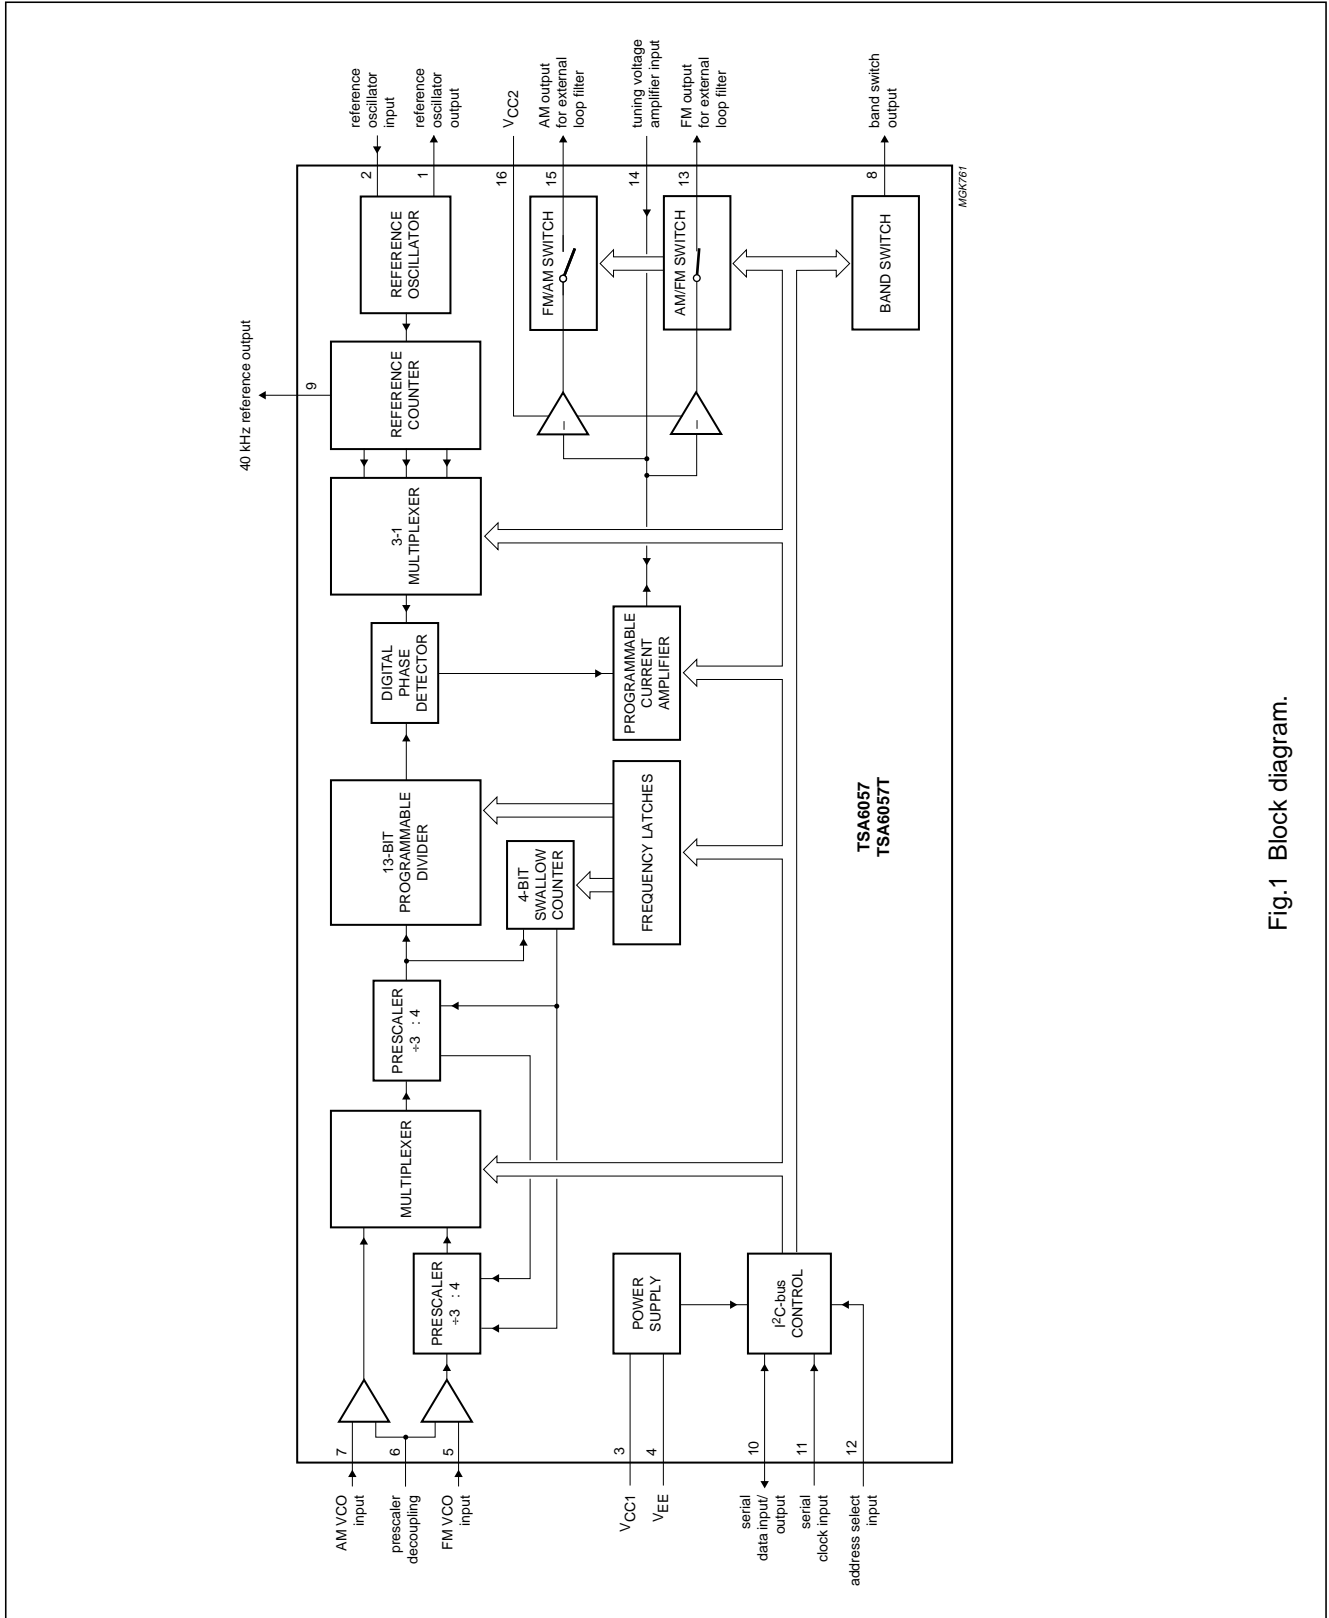 AM VCO
input
7
prescaler
decoupling
6
FM VCO
input
5
PRESCALER
÷3 : 4
MULTIPLEXER
PRESCALER
÷3 : 4
13-BIT
PROGRAMMABLE
DIVIDER
4-BIT
SWALLOW
COUNTER
DIGITAL
PHASE
DETECTOR
3-1
MULTIPLEXER
REFERENCE
COUNTER
9
40 kHz reference output
REFERENCE
OSCILLATOR
2
reference
oscillator
input
1
reference
oscillator
output
VCC1
3
VEE
4
POWER
SUPPLY
FREQUENCY LATCHES
PROGRAMMABLE
CURRENT
AMPLIFIER
–
–
16
VCC2
FM/AM SWITCH
15
AM output
for external
loop filter
14
tuning voltage
amplifier input
AM/FM SWITCH
13
FM output
for external
loop filter
serial
data input/
output
10
serial
clock input
11
address select
input
12
I²C-bus
CONTROL
BAND SWITCH
8
band switch
output
TSA6057
TSA6057T
MGK761
Fig.1 Block diagram.